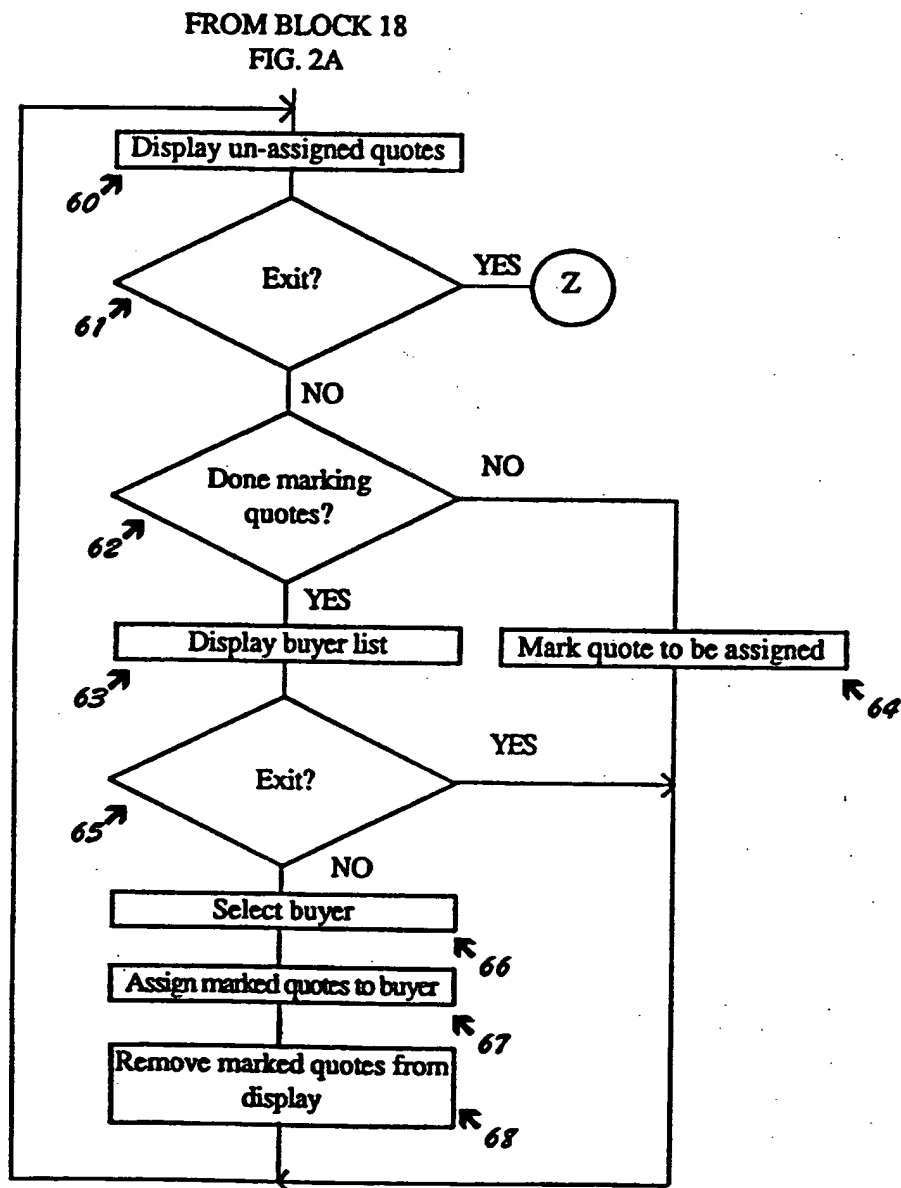 FROM BLOCK 18
FIG. 2A
Display un-assigned quotes
60
Exit?
YES
Z
61
NO
Done marking
quotes?
NO
62
YES
Display buyer list
Mark quote to be assigned
63
64
Exit?
YES
65
NO
Select buyer
66
Assign marked quotes to buyer
67
Remove marked quotes from
display
68